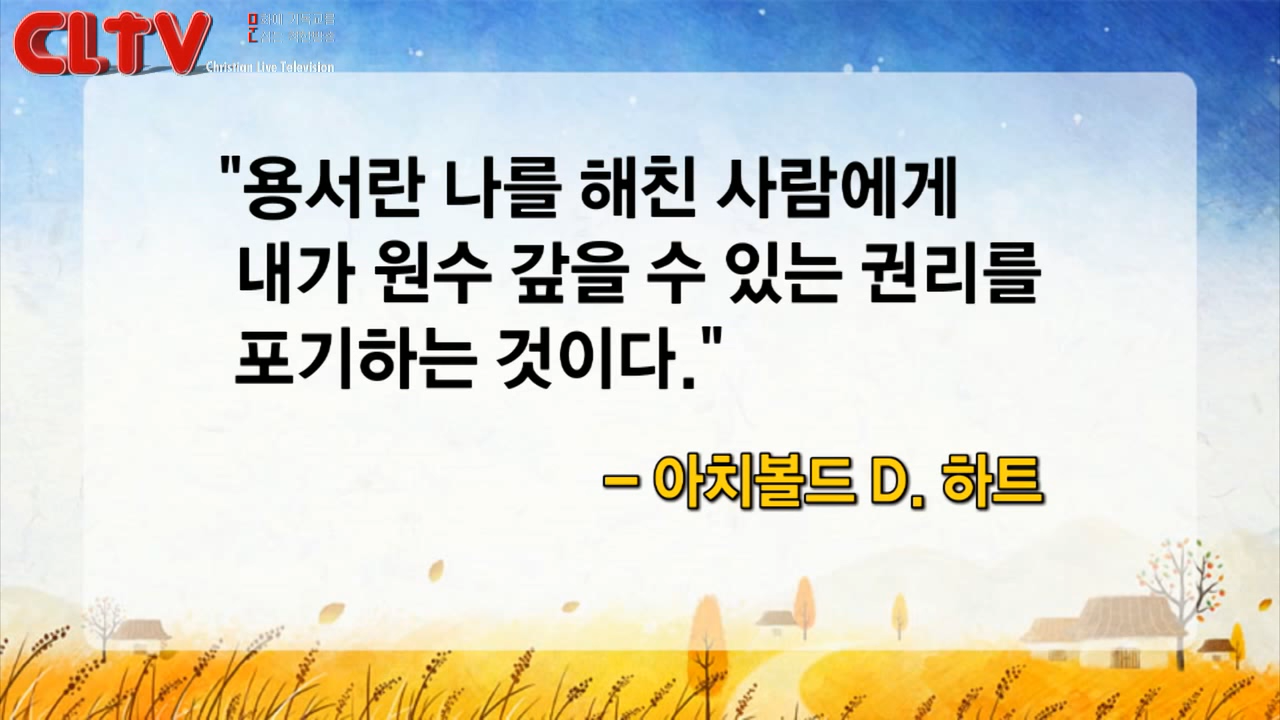 CLTV
Christian Live Television
"용서란 나를 해친 사람에게
내가 원수 갚을 수 있는 권리를
포기하는 것이다."
- 아치볼드 D. 하트